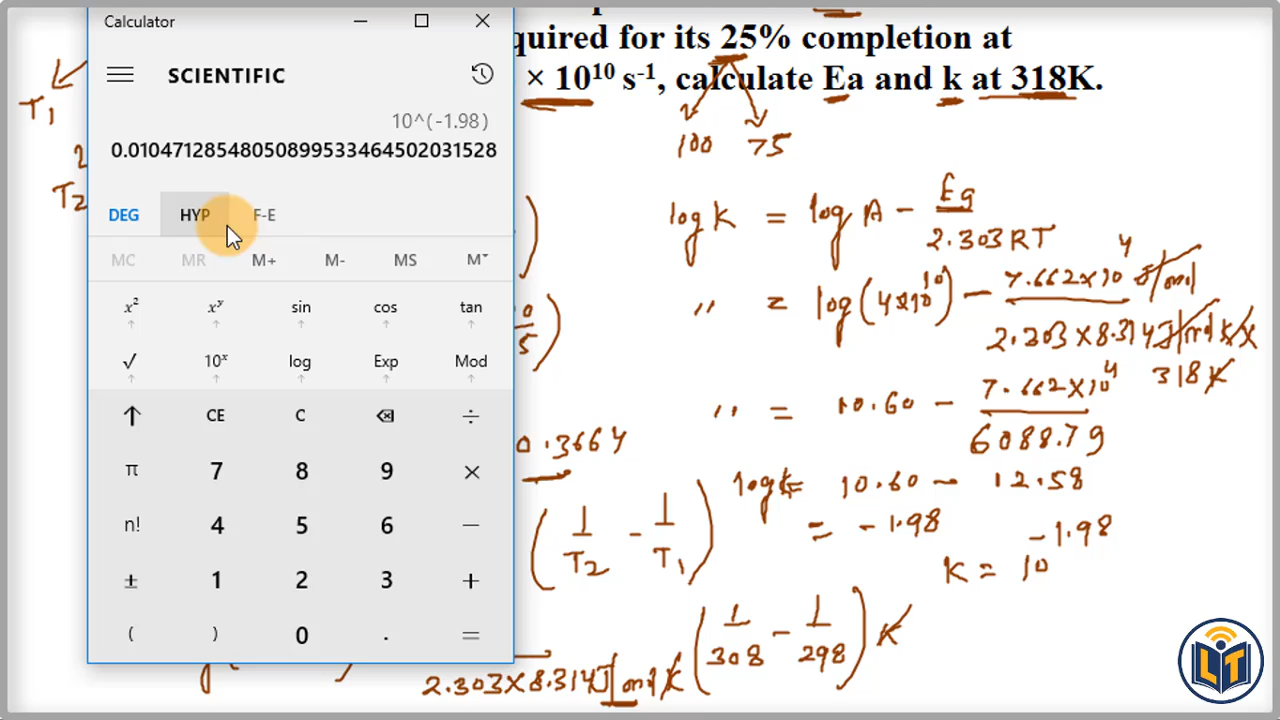 Calculator
SCIENTIFIC
10^(-1.98)
0.010471285480508995334645020​31528
DEG HYP F-E
MC MR M+ M- MS M˅
x² xʸ sin cos tan
√ 10ˣ log Exp Mod
↑ CE C ⌫ ÷
π 7 8 9 ×
n! 4 5 6 −
± 1 2 3 +
( ) 0 . =
quired for its 25% completion at
× 10¹⁰ s⁻¹, calculate Ea and k at 318K.
T₁
T₂
100 75
log K = log A − Ea / 2.303 RT
〃 = log (4×10¹⁰) − 7.662×10⁴ J/mol / 2.303 × 8.314 J/mol K × 318 K
〃 = 10.60 − 7.662×10⁴ / 6088.79
0.3664
log k = 10.60 − 12.58
= −1.98
K = 10^−1.98
(1/T₂ − 1/T₁)
2.303×8.314 J/mol K (1/308 − 1/298) K
LT